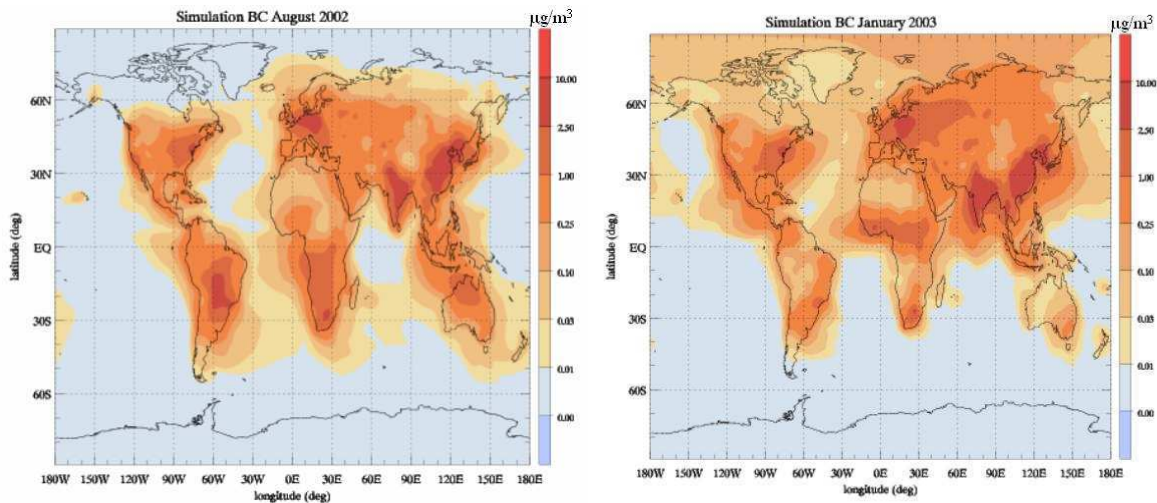 Simulation BC August 2002
μg/m³
10.00
2.50
1.00
0.25
0.10
0.03
0.01
0.00
60N
30N
EQ
30S
60S
latitude (deg)
180W 150W 120W 90W 60W 30W 0E 30E 60E 90E 120E 150E 180E
longitude (deg)
Simulation BC January 2003
μg/m³
10.00
2.50
1.00
0.25
0.10
0.03
0.01
0.00
60N
30N
EQ
30S
60S
latitude (deg)
180W 150W 120W 90W 60W 30W 0E 30E 60E 90E 120E 150E 180E
longitude (deg)